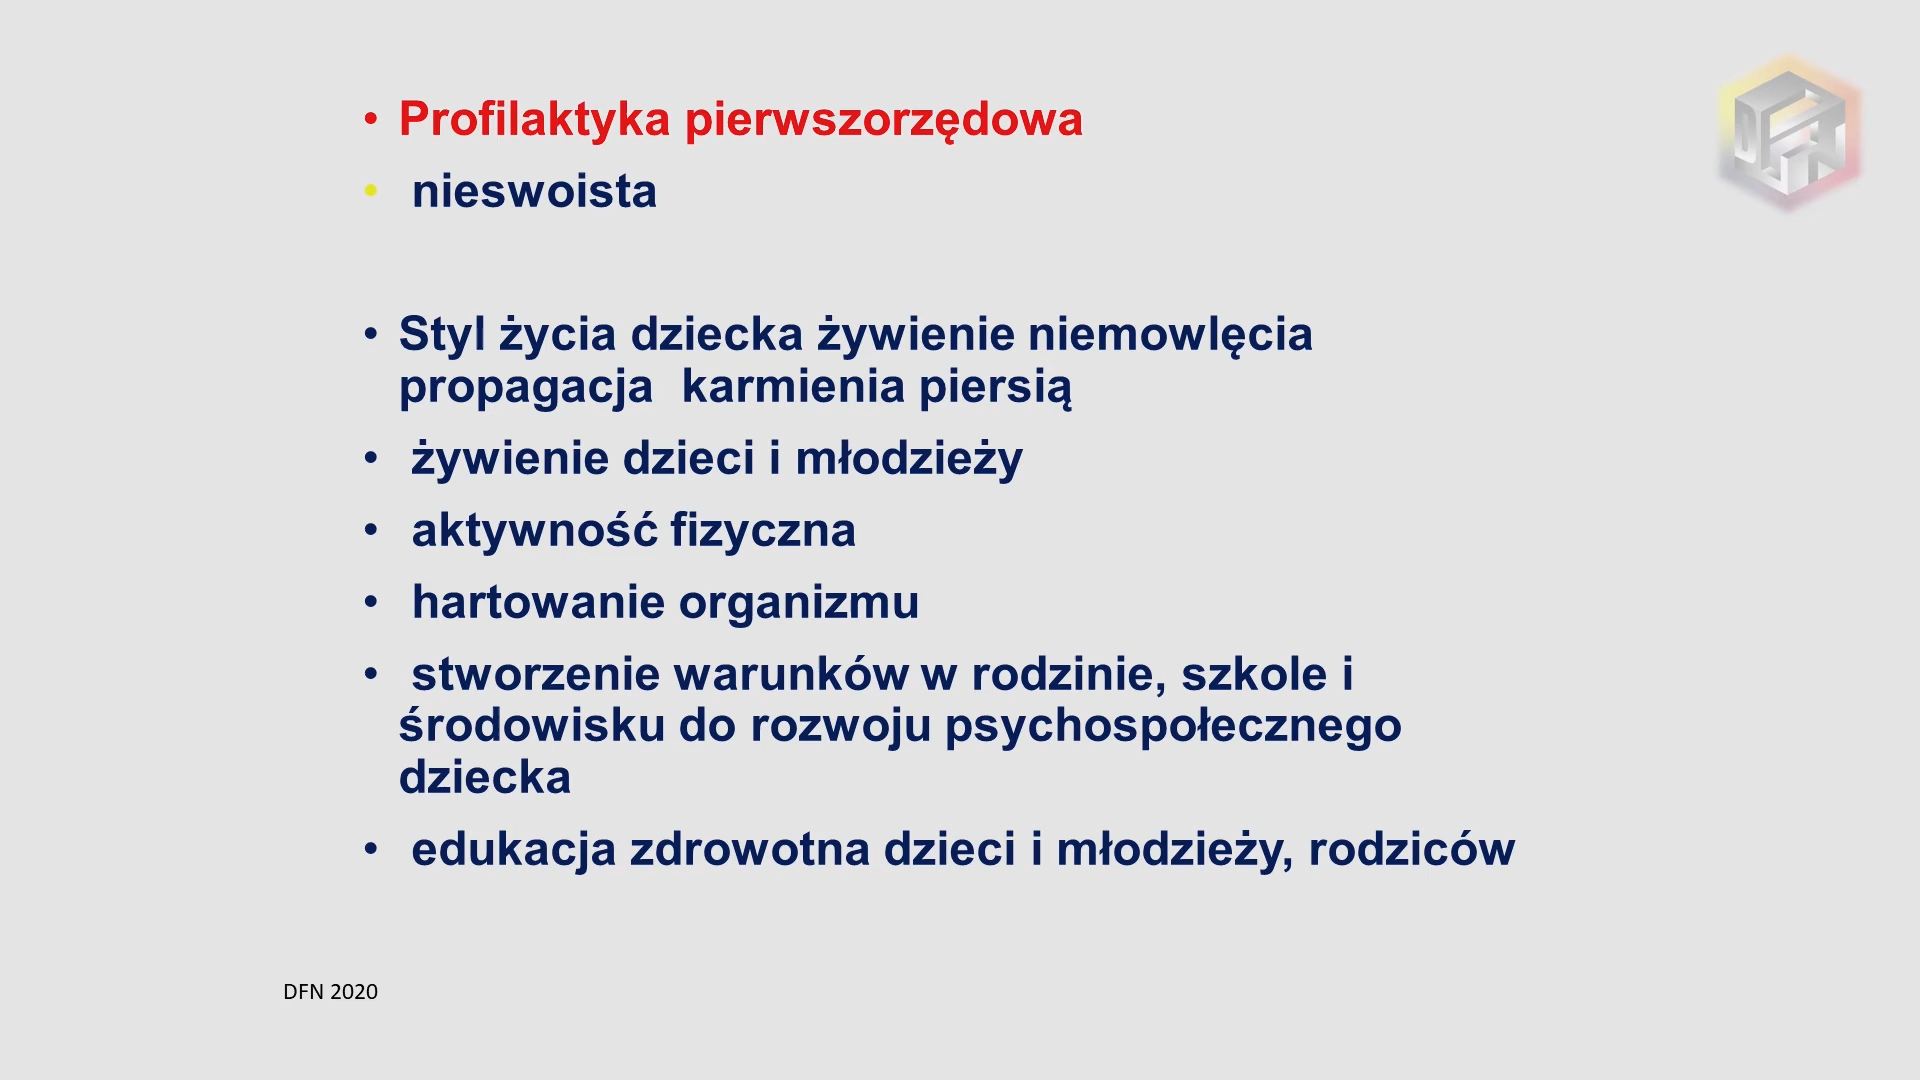 • Profilaktyka pierwszorzędowa
• nieswoista
• Styl życia dziecka żywienie niemowlęcia
propagacja karmienia piersią
• żywienie dzieci i młodzieży
• aktywność fizyczna
• hartowanie organizmu
• stworzenie warunków w rodzinie, szkole i
środowisku do rozwoju psychospołecznego
dziecka
• edukacja zdrowotna dzieci i młodzieży, rodziców
DFN 2020